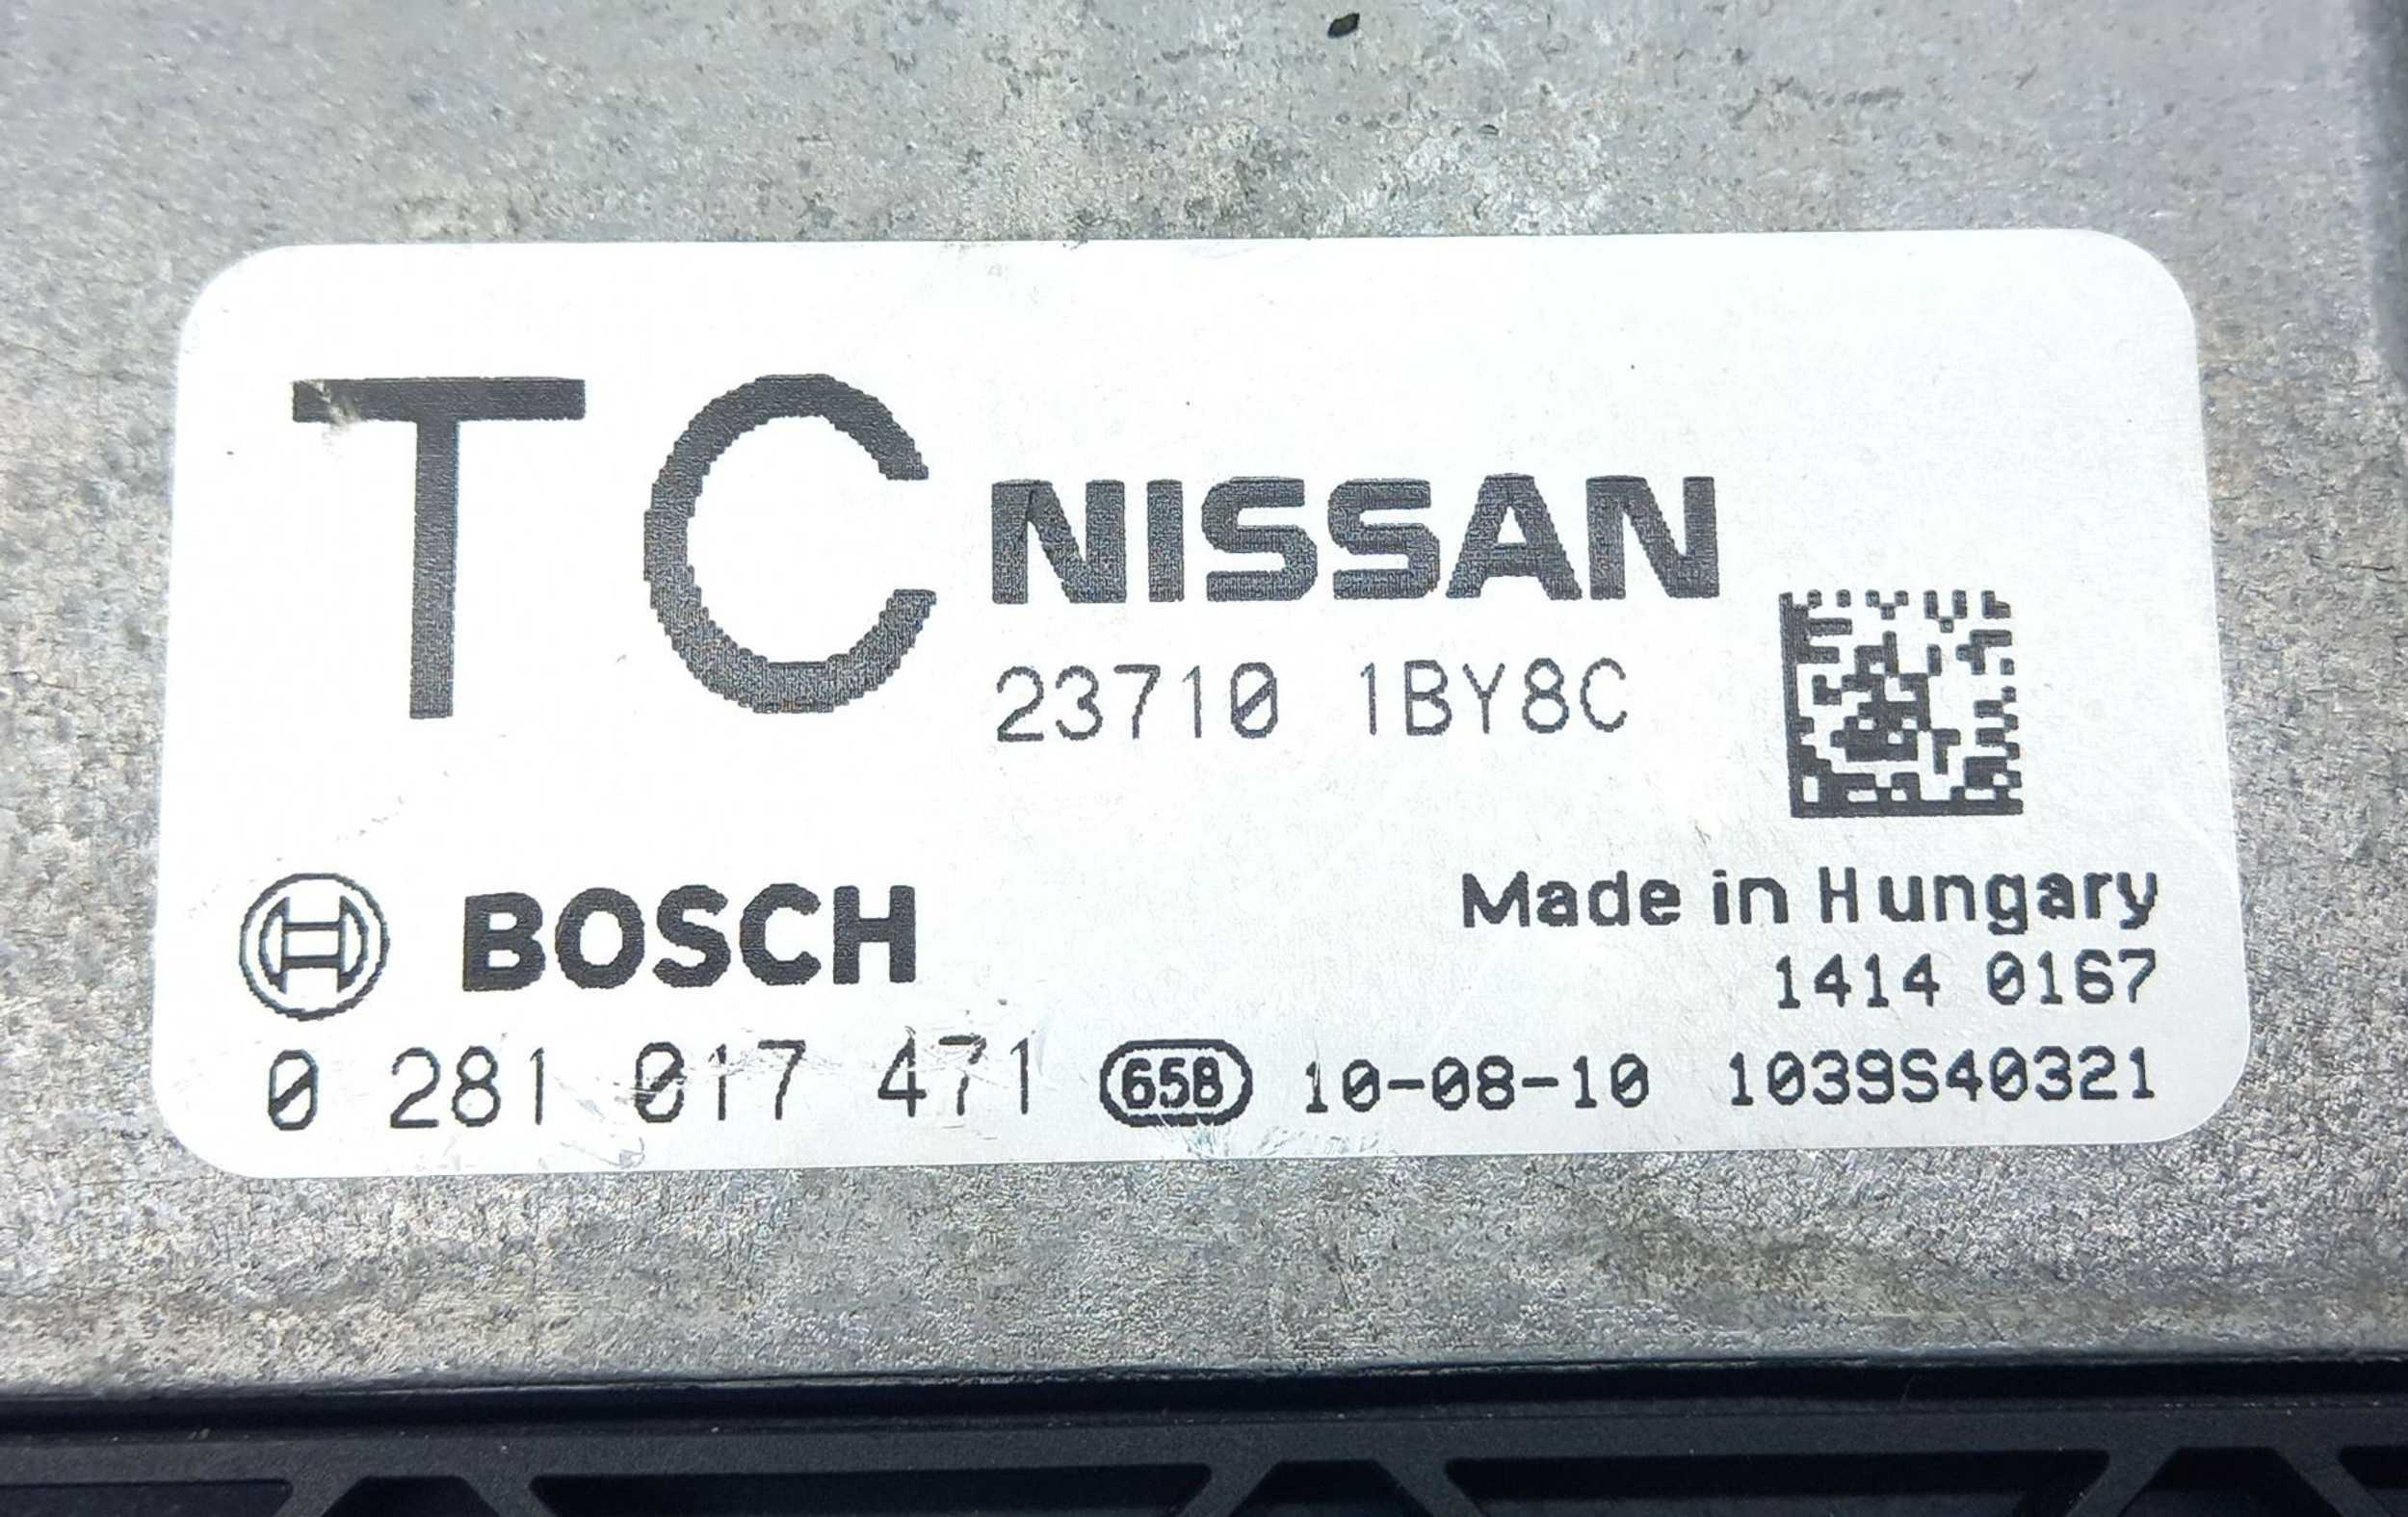 TC NISSAN
23710 1BY8C
BOSCH
Made in Hungary
1414 0167
0 281 017 471 658 10-08-10 1039S40321